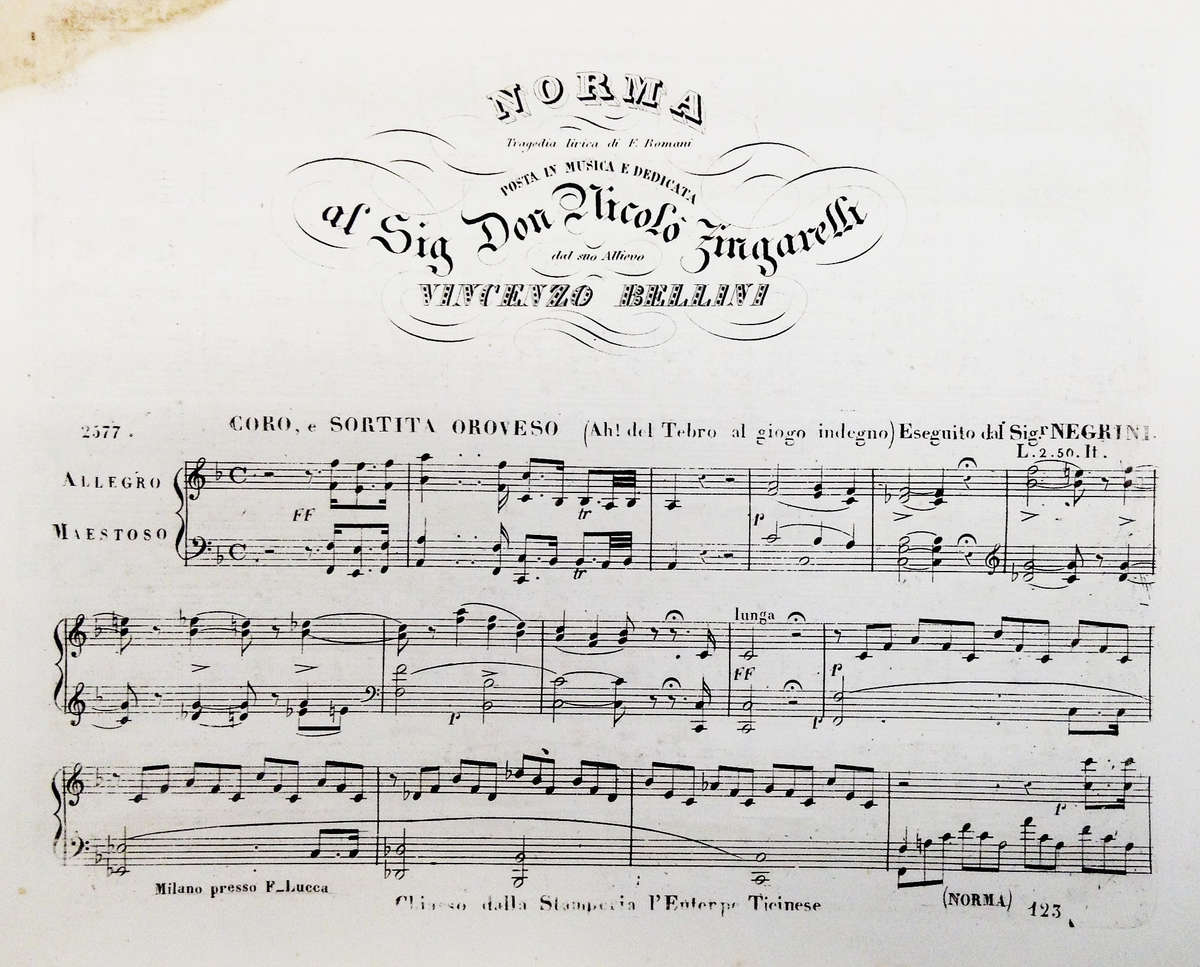 NORMA
Tragedia lirica di F. Romani
POSTA IN MUSICA E DEDICATA
al Sig Don Nicolò Zingarelli
dal suo Allievo
VINCENZO BELLINI
2577. CORO, e SORTITA OROVESO (Ah! del Tebro al giogo indegno) Eseguito dal Sig.r NEGRINI.
L. 2. 50. It.
ALLEGRO
MAESTOSO
FF
tr
tr
P
lunga
FF
P
P
P
P
Milano presso F. Lucca
Chiasso dalla Stamperia l'Euterpe Ticinese
(NORMA) 123